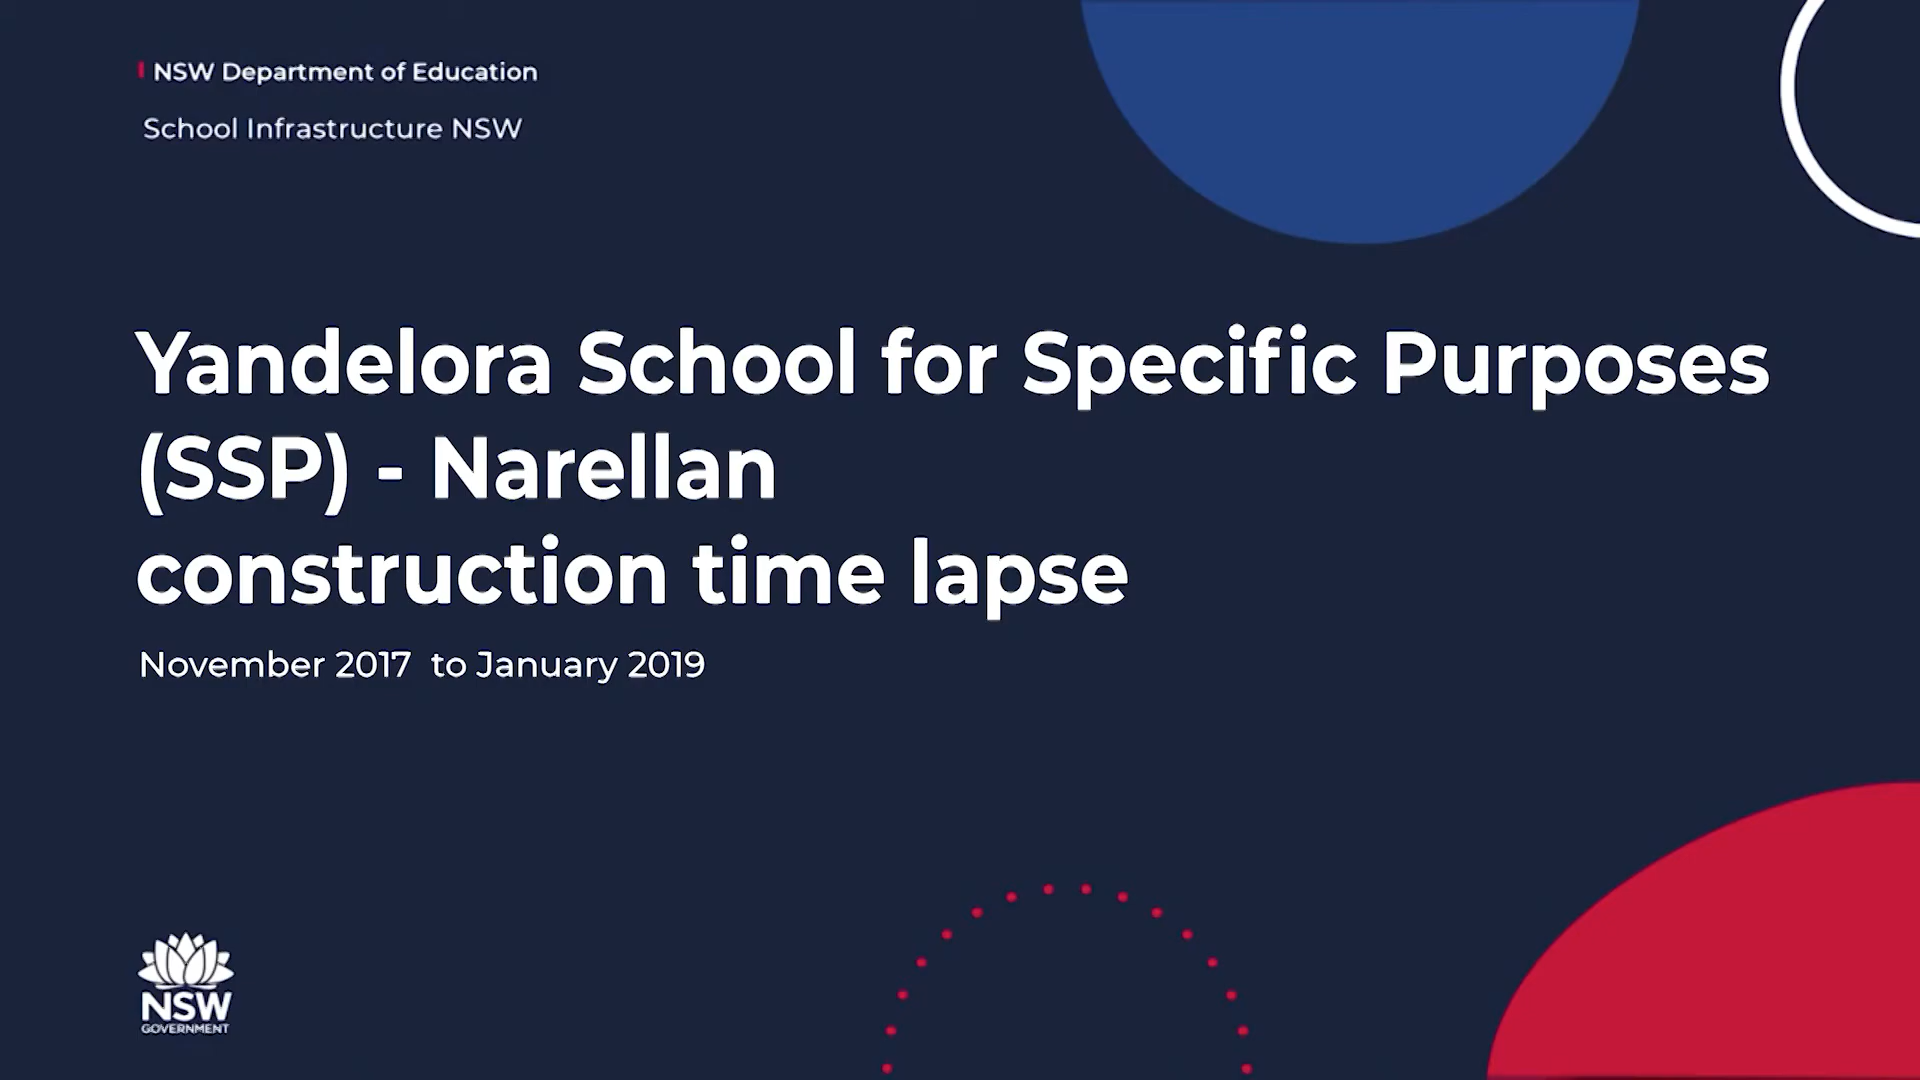 NSW Department of Education
School Infrastructure NSW
Yandelora School for Specific Purposes
(SSP) - Narellan
construction time lapse
November 2017  to January 2019
NSW
GOVERNMENT